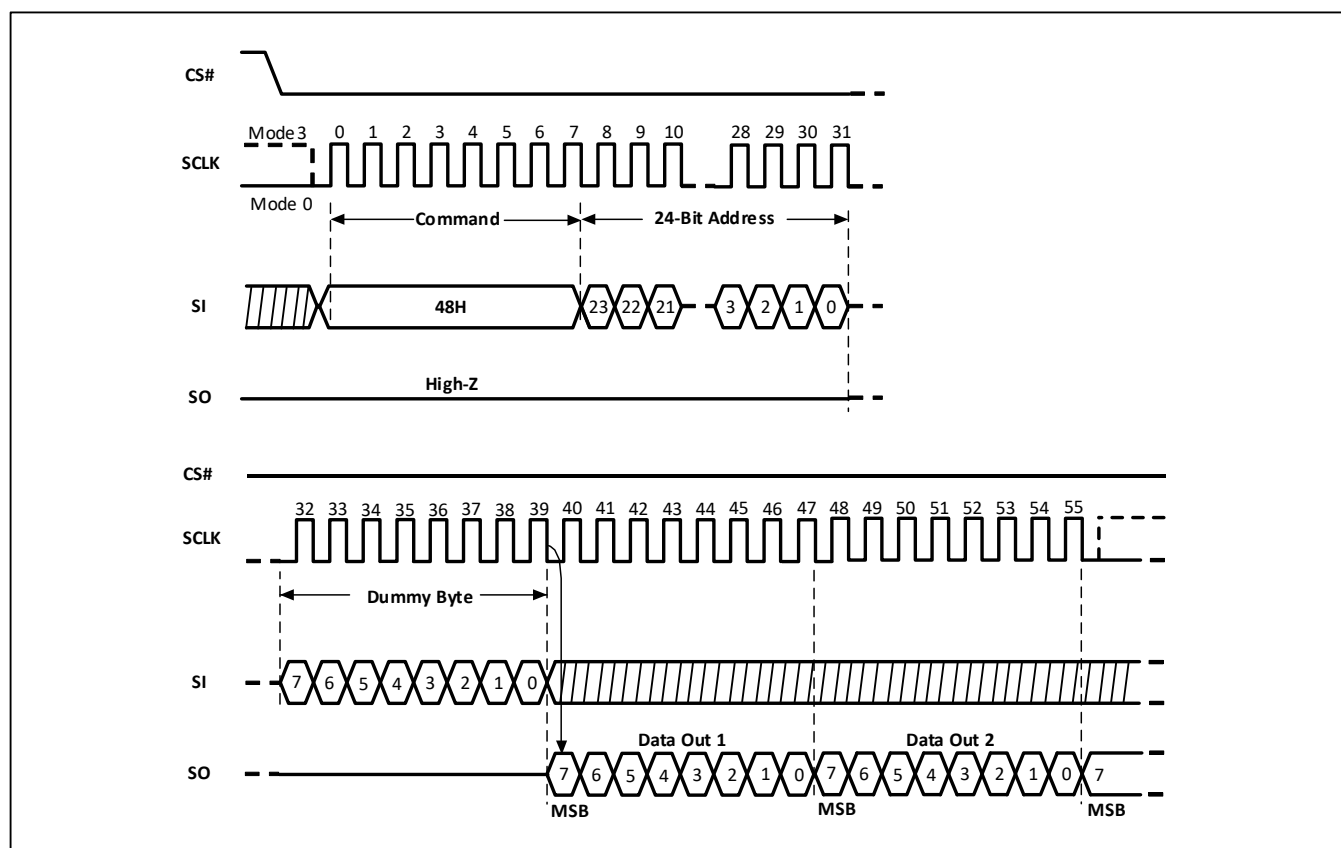 CS#
Mode 3 0 1 2 3 4 5 6 7 8 9 10 28 29 30 31
SCLK
Mode 0
Command 24-Bit Address
SI 48H 23 22 21 3 2 1 0
High-Z
SO
CS#
32 33 34 35 36 37 38 39 40 41 42 43 44 45 46 47 48 49 50 51 52 53 54 55
SCLK
Dummy Byte
SI 7 6 5 4 3 2 1 0
Data Out 1 Data Out 2
SO 7 6 5 4 3 2 1 0 7 6 5 4 3 2 1 0 7
MSB MSB MSB